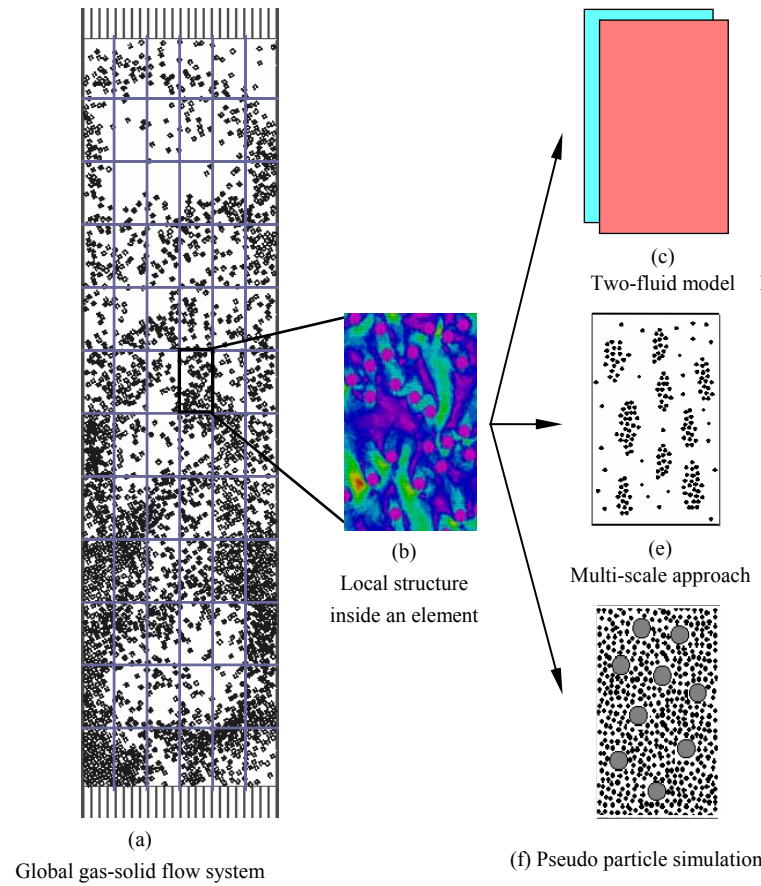 (c)
Two-fluid model
(b)
Local structure
inside an element
(e)
Multi-scale approach
(a)
Global gas-solid flow system
(f) Pseudo particle simulation